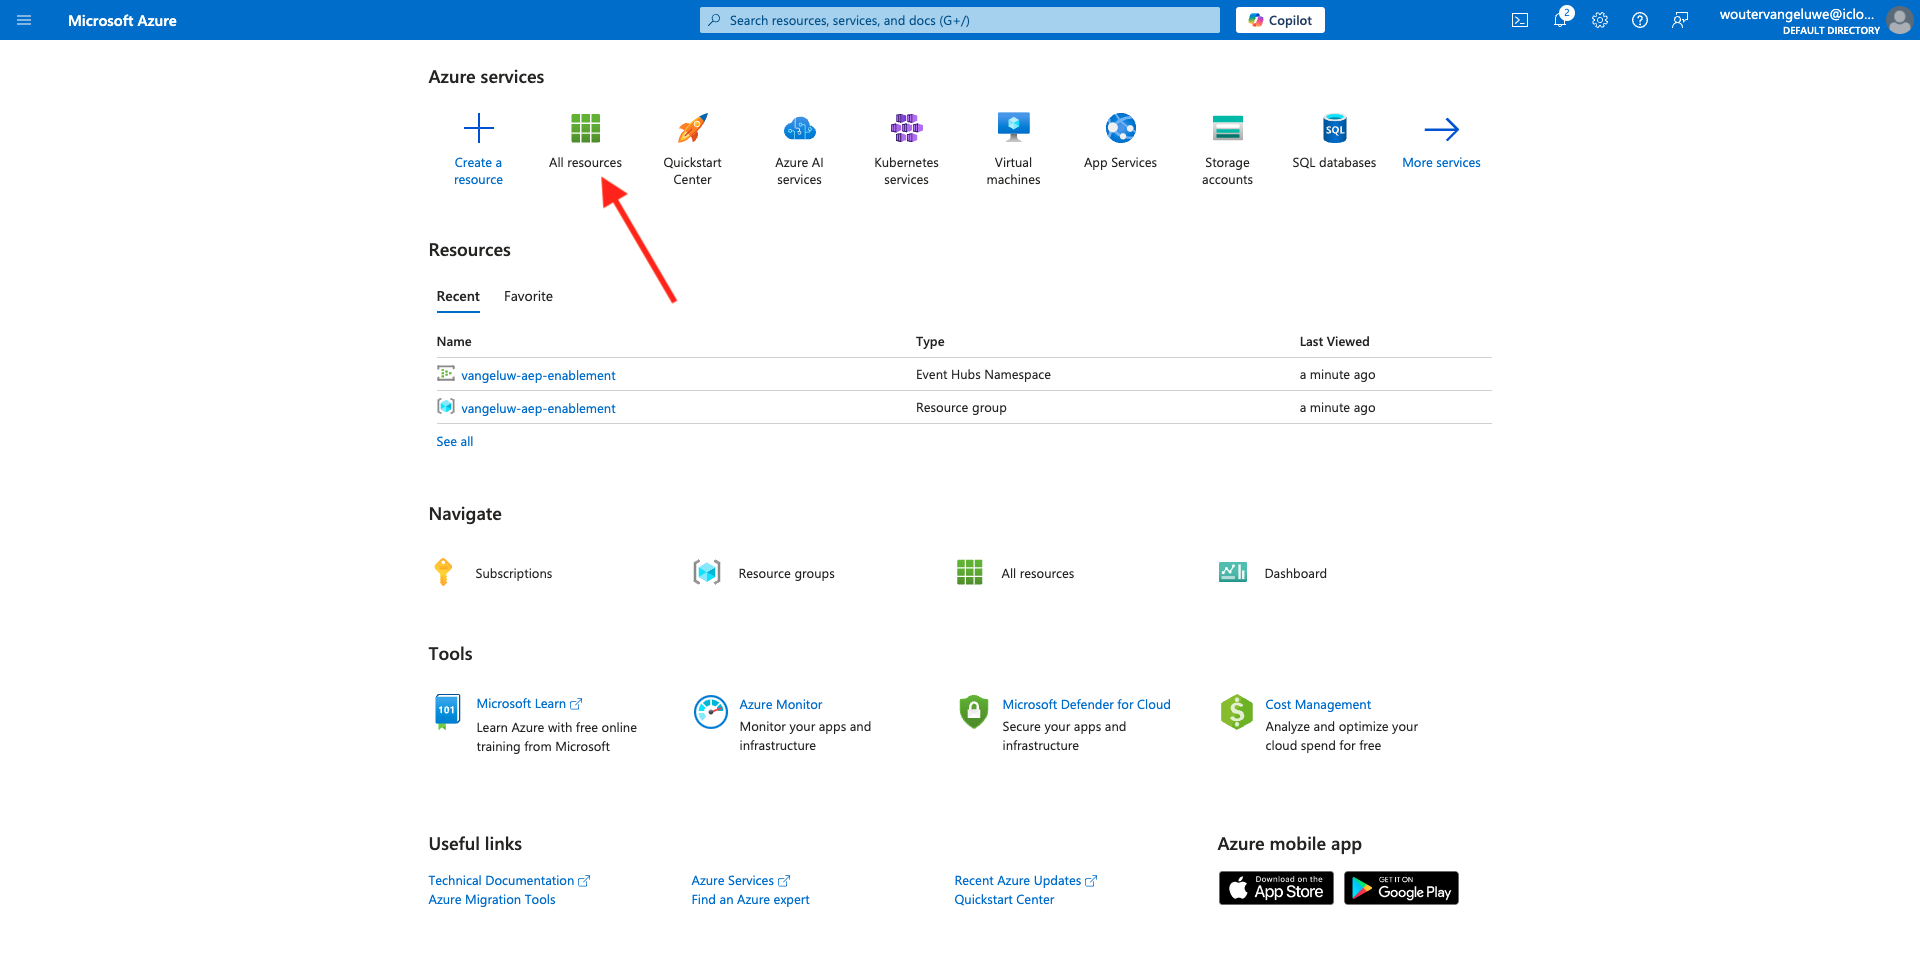 Microsoft Azure
Search resources, services, and docs (G+/)
Copilot
2
woutervangeluwe@iclo...
DEFAULT DIRECTORY
Azure services
Create a
resource
All resources
Quickstart
Center
Azure AI
services
Kubernetes
services
Virtual
machines
App Services
Storage
accounts
SQL
SQL databases
More services
Resources
Recent
Favorite
Name
Type
Last Viewed
vangeluw-aep-enablement
Event Hubs Namespace
a minute ago
vangeluw-aep-enablement
Resource group
a minute ago
See all
Navigate
Subscriptions
Resource groups
All resources
Dashboard
Tools
101
Microsoft Learn
Learn Azure with free online
training from Microsoft
Azure Monitor
Monitor your apps and
infrastructure
Microsoft Defender for Cloud
Secure your apps and
infrastructure
Cost Management
Analyze and optimize your
cloud spend for free
Useful links
Technical Documentation
Azure Migration Tools
Azure Services
Find an Azure expert
Recent Azure Updates
Quickstart Center
Azure mobile app
Download on the
App Store
GET IT ON
Google Play